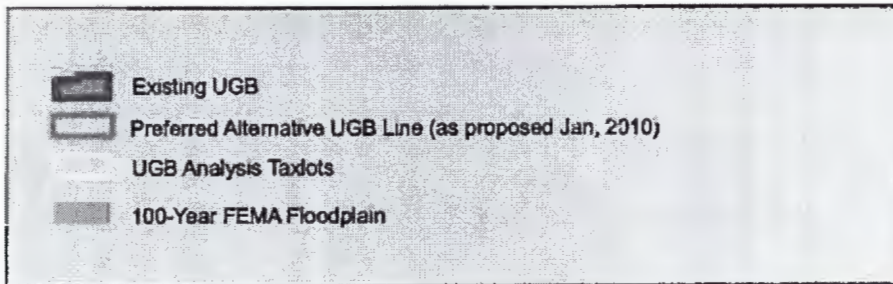 Existing UGB
Preferred Alternative UGB Line (as proposed Jan, 2010)
UGB Analysis Taxlots
100-Year FEMA Floodplain